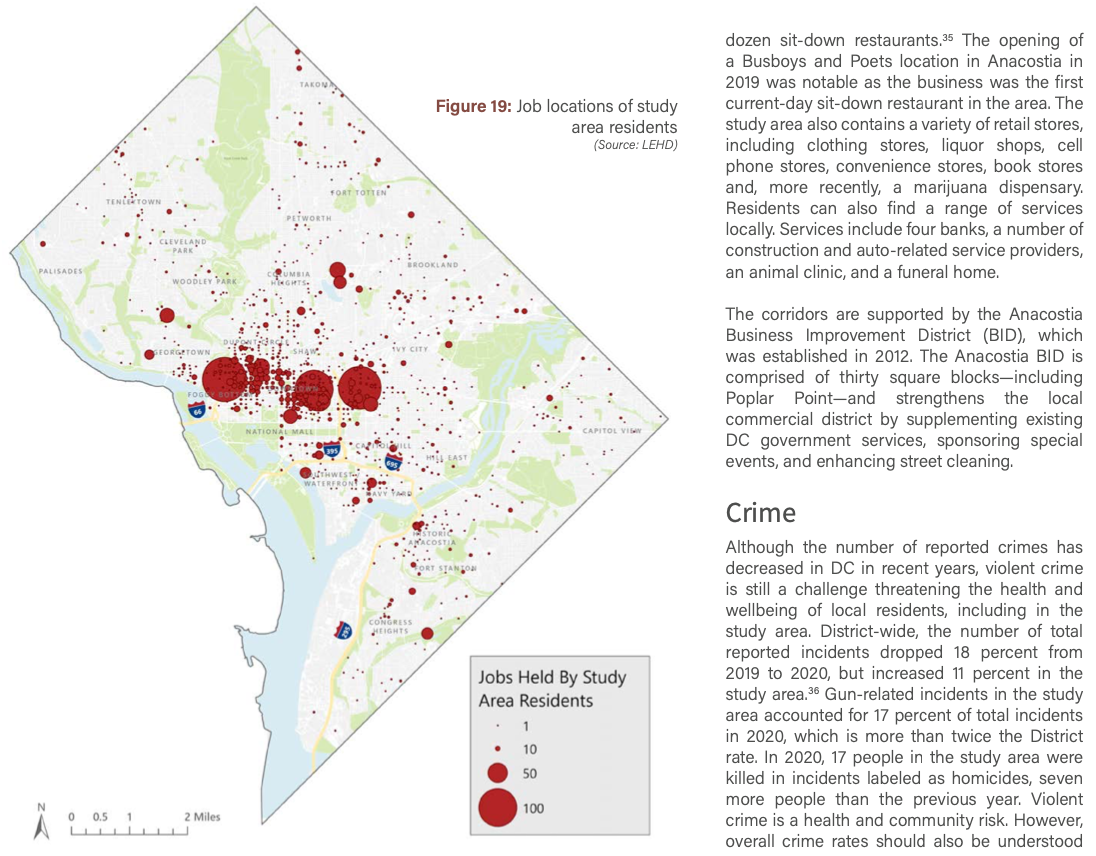 TAKOMA
Figure 19: Job locations of study
area residents
(Source: LEHD)
FORT TOTTEN
TENLEYTOWN
PETWORTH
CLEVELAND
PARK
BROOKLAND
PALISADES
COLUMBIA
HEIGHTS
WOODLEY PARK
DUPONT CIRCLE
GEORGETOWN
SHAW
IVY CITY
FOGGY BOTTOM
66
NATIONAL MALL
CAPITOL VIEW
395
CAPITOL HILL
695
HILL EAST
SOUTHWEST
WATERFRONT
NAVY YARD
HISTORIC
ANACOSTIA
FORT STANTON
CONGRESS
HEIGHTS
295
Jobs Held By Study
Area Residents
1
10
50
100
N
0 0.5 1 2 Miles
dozen sit-down restaurants.³⁵ The opening of
a Busboys and Poets location in Anacostia in
2019 was notable as the business was the first
current-day sit-down restaurant in the area. The
study area also contains a variety of retail stores,
including clothing stores, liquor shops, cell
phone stores, convenience stores, book stores
and, more recently, a marijuana dispensary.
Residents can also find a range of services
locally. Services include four banks, a number of
construction and auto-related service providers,
an animal clinic, and a funeral home.
The corridors are supported by the Anacostia
Business Improvement District (BID), which
was established in 2012. The Anacostia BID is
comprised of thirty square blocks—including
Poplar Point—and strengthens the local
commercial district by supplementing existing
DC government services, sponsoring special
events, and enhancing street cleaning.
Crime
Although the number of reported crimes has
decreased in DC in recent years, violent crime
is still a challenge threatening the health and
wellbeing of local residents, including in the
study area. District-wide, the number of total
reported incidents dropped 18 percent from
2019 to 2020, but increased 11 percent in the
study area.³⁶ Gun-related incidents in the study
area accounted for 17 percent of total incidents
in 2020, which is more than twice the District
rate. In 2020, 17 people in the study area were
killed in incidents labeled as homicides, seven
more people than the previous year. Violent
crime is a health and community risk. However,
overall crime rates should also be understood